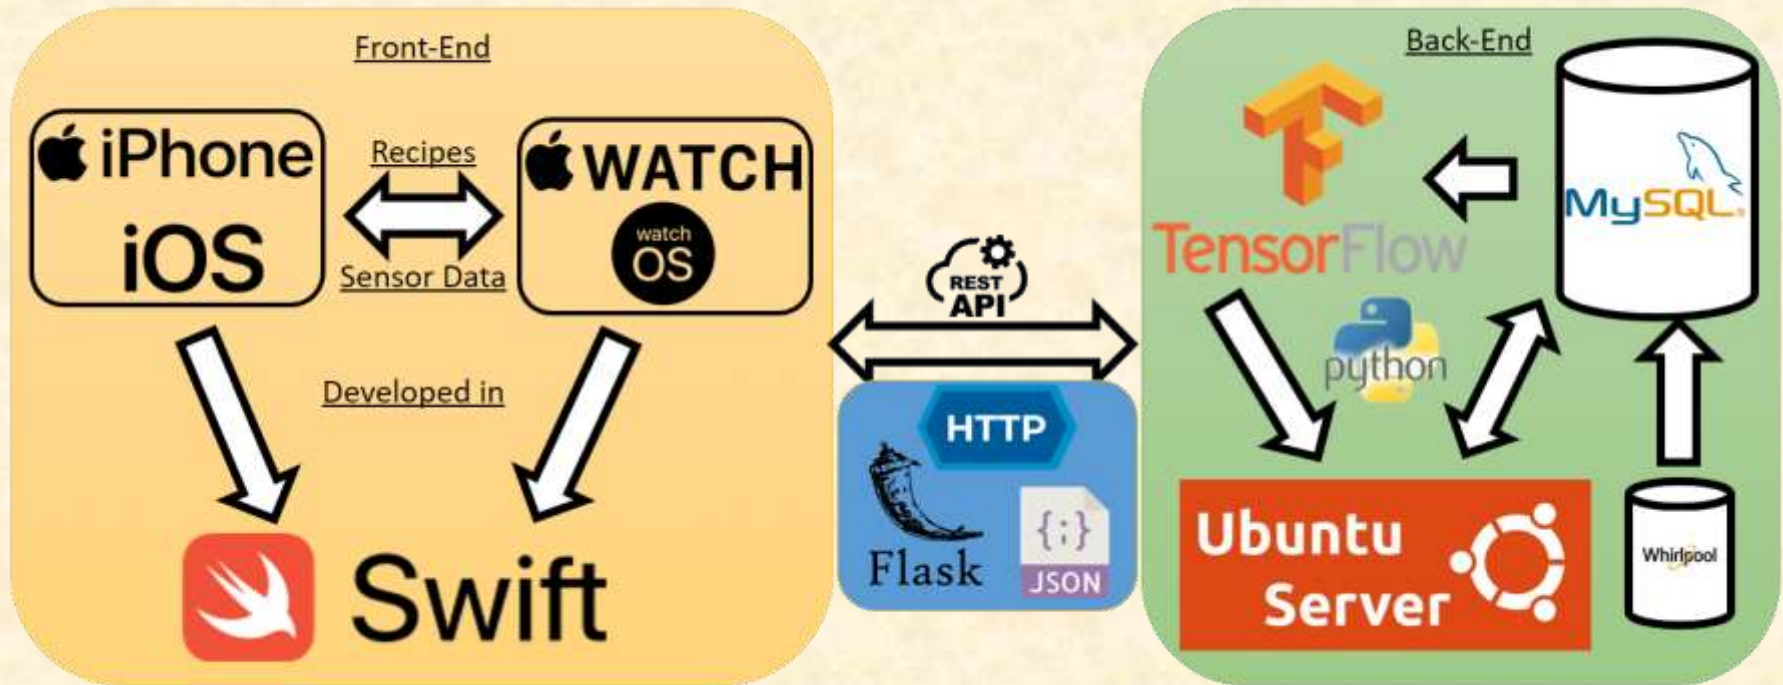 Front-End
iPhone
iOS
Recipes
Sensor Data
WATCH
watch
OS
Developed in
Swift
REST
API
HTTP
Flask
{;}
JSON
Back-End
TensorFlow
MySQL®
python
Ubuntu
Server
Whirlpool